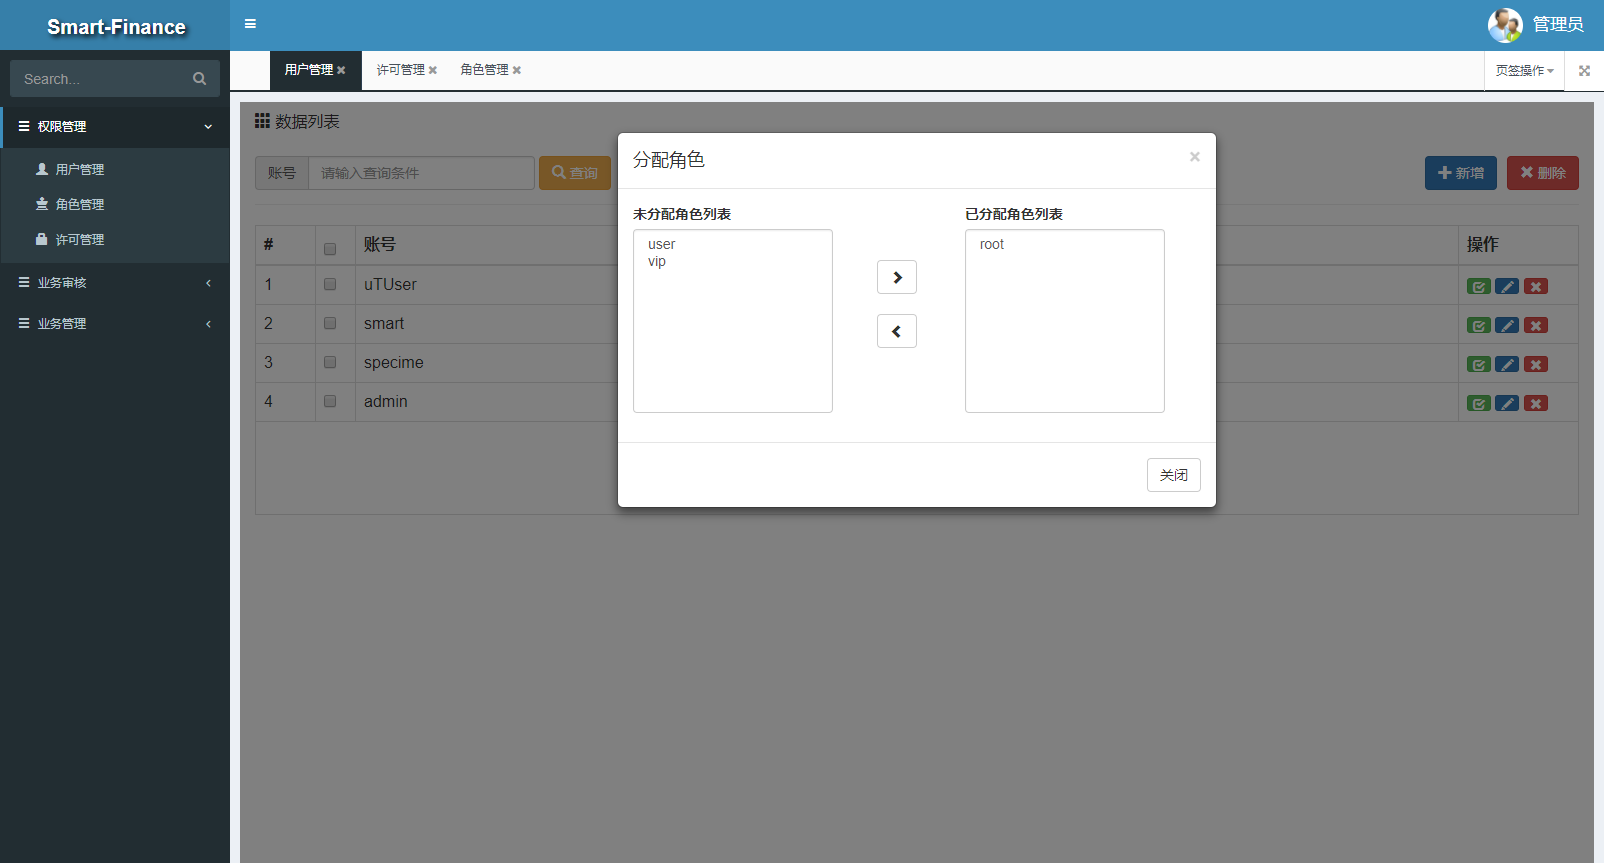 Smart-Finance
管理员
Search...
用户管理
许可管理
角色管理
页签操作
权限管理
用户管理
角色管理
许可管理
业务审核
业务管理
数据列表
账号
请输入查询条件
查询
新增
删除
# 账号 操作
1 uTUser
2 smart
3 specime
4 admin
分配角色
×
未分配角色列表
user
vip
已分配角色列表
root
关闭